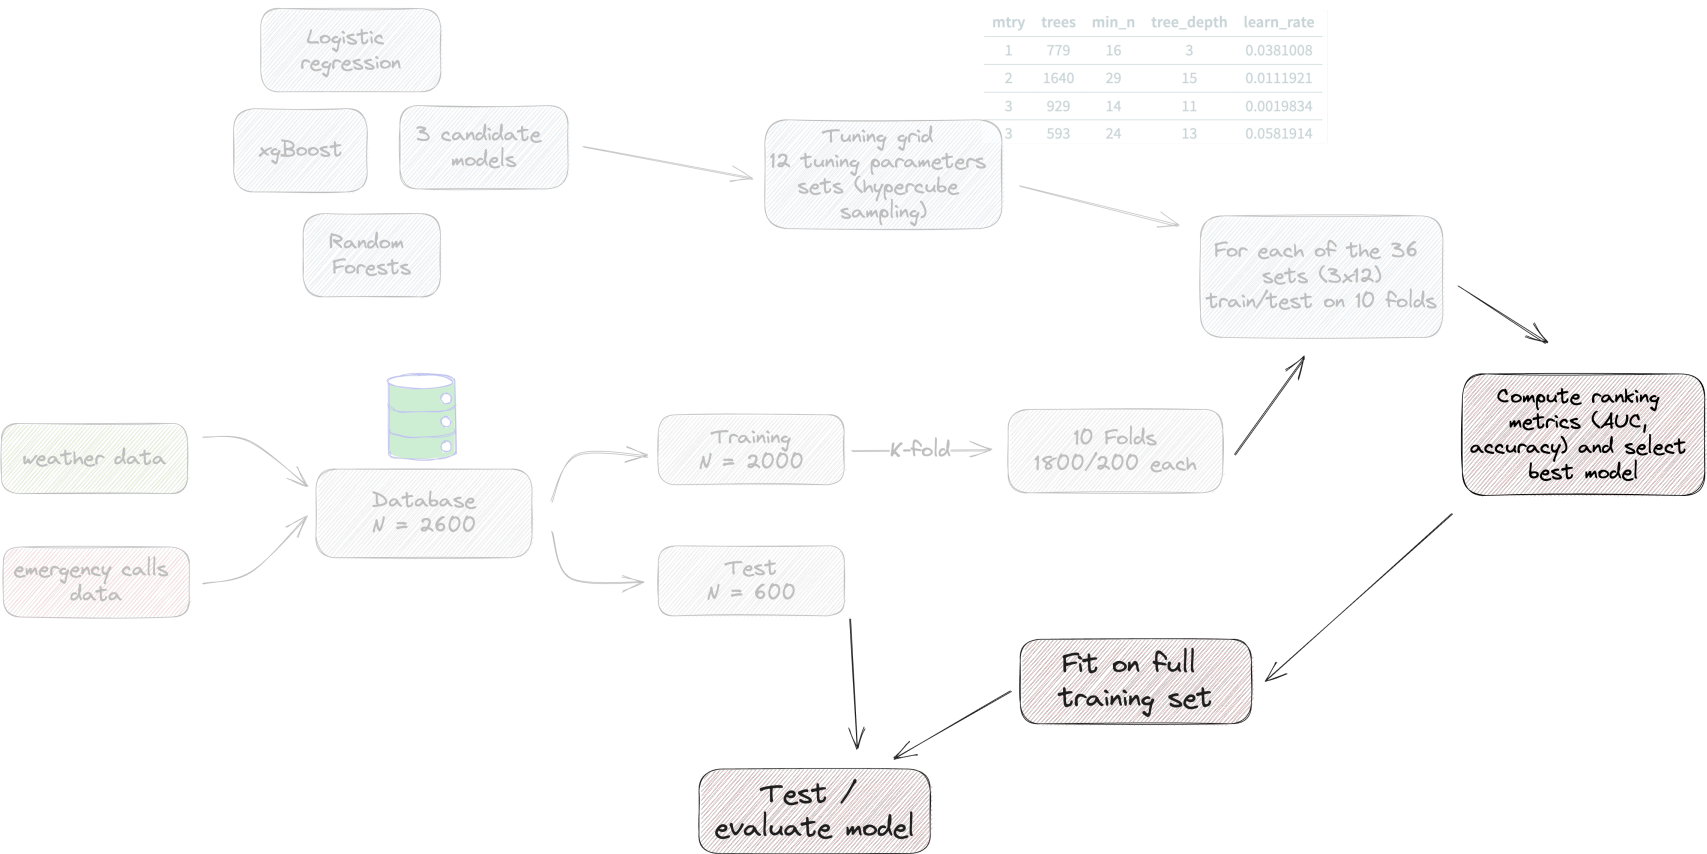 Logistic
regression
xgBoost
3 candidate
models
Random
Forests
mtry trees min_n tree_depth learn_rate
1 779 16 3 0.0381008
2 1640 29 15 0.0111921
3 929 14 11 0.0019834
3 593 24 13 0.0581914
Tuning grid
12 tuning parameters
sets (hypercube
sampling)
For each of the 36
sets (3x12)
train/test on 10 folds
weather data
emergency calls
data
Database
N = 2600
Training
N = 2000
K-fold
10 Folds
1800/200 each
Test
N = 600
Compute ranking
metrics (AUC,
accuracy) and select
best model
Fit on full
training set
Test /
evaluate model